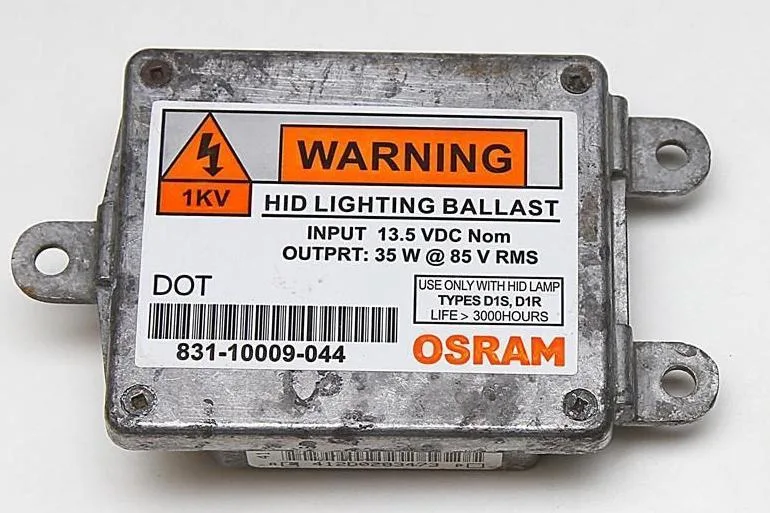 WARNING
1KV
HID LIGHTING BALLAST
INPUT 13.5 VDC Nom
OUTPRT: 35 W @ 85 V RMS
DOT
USE ONLY WITH HID LAMP
TYPES D1S, D1R
LIFE > 3000HOURS
831-10009-044
OSRAM